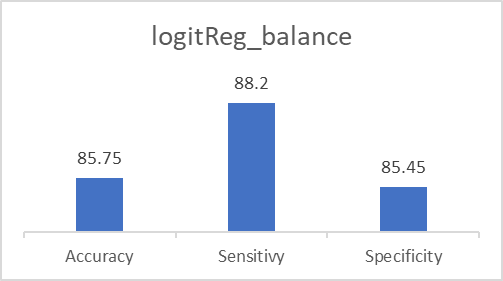 logitReg_balance
88.2
85.75
85.45
Accuracy
Sensitivy
Specificity